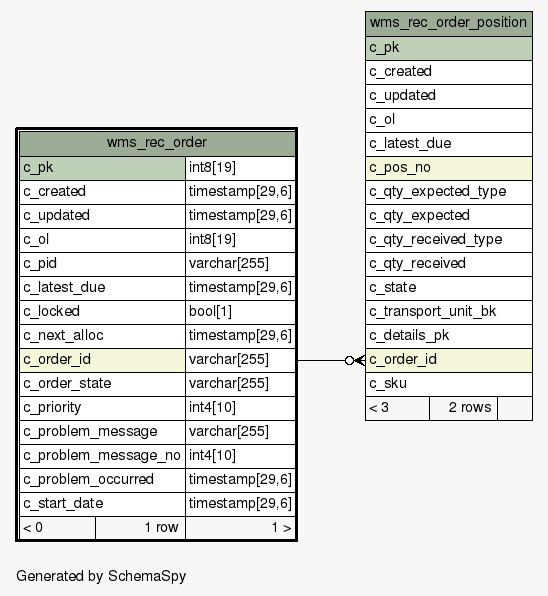 wms_rec_order_position
c_pk
c_created
c_updated
c_ol
c_latest_due
c_pos_no
c_qty_expected_type
c_qty_expected
c_qty_received_type
c_qty_received
c_state
c_transport_unit_bk
c_details_pk
c_order_id
c_sku
< 3 2 rows
wms_rec_order
c_pk int8[19]
c_created timestamp[29,6]
c_updated timestamp[29,6]
c_ol int8[19]
c_pid varchar[255]
c_latest_due timestamp[29,6]
c_locked bool[1]
c_next_alloc timestamp[29,6]
c_order_id varchar[255]
c_order_state varchar[255]
c_priority int4[10]
c_problem_message varchar[255]
c_problem_message_no int4[10]
c_problem_occurred timestamp[29,6]
c_start_date timestamp[29,6]
< 0 1 row 1 >
Generated by SchemaSpy